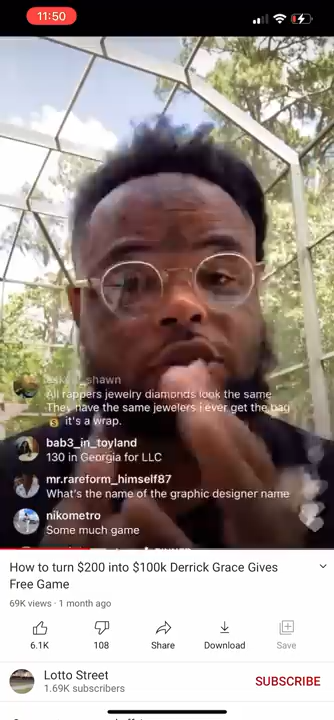 11:50
_shawn
All rappers jewelry diamonds look the same
They have the same jewelers i ever get the bag
it's a wrap.
bab3_in_toyland
130 in Georgia for LLC
mr.rareform_himself87
What's the name of the graphic designer name
nikometro
Some much game
How to turn $200 into $100k Derrick Grace Gives
Free Game
69K views · 1 month ago
6.1K
108
Share
Download
Save
Lotto Street
1.69K subscribers
SUBSCRIBE